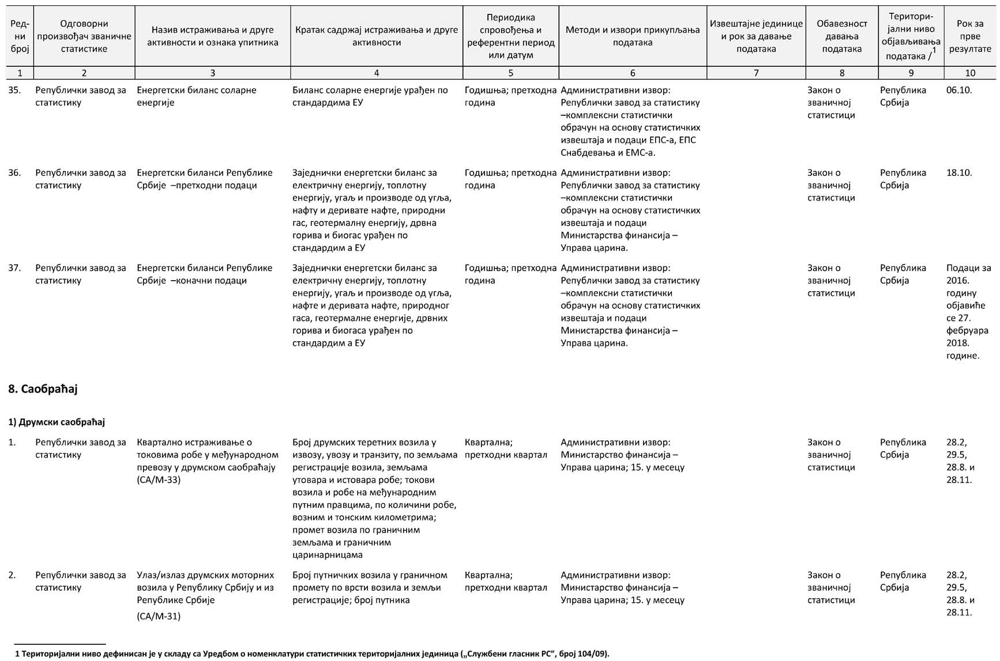 Ред-
ни
број
Одговорни
произвођач званичне
статистике
Назив истраживања и друге
активности и ознака упитника
Кратак садржај истраживања и друге
активности
Периодика
спровођења и
референтни период
или датум
Методи и извори прикупљања
података
Извештајне јединице
и рок за давање
података
Обавезност
давања
података
Територи-
јални ниво
објављивања
података /1
Рок за
прве
резултате
1 2 3 4 5 6 7 8 9 10
35.
Републички завод за
статистику
Енергетски биланс соларне
енергије
Биланс соларне енергије урађен по
стандардима ЕУ
Годишња; претходна
година
Административни извор:
Републички завод за статистику
–комплексни статистички
обрачун на основу статистичких
извештаја и подаци ЕПС-а, ЕПС
Снабдевања и ЕМС-а.
Закон о
званичној
статистици
Република
Србија
06.10.
36.
Републички завод за
статистику
Енергетски биланси Републике
Србије –претходни подаци
Заједнички енергетски биланс за
електричну енергију, топлотну
енергију, угаљ и производе од угља,
нафту и деривате нафте, природни
гас, геотермалну енергију, дрвна
горива и биогас урађен по
стандардим а ЕУ
Годишња; претходна
година
Административни извор:
Републички завод за статистику
–комплексни статистички
обрачун на основу статистичких
извештаја и подаци
Министарства финансија –
Управа царина.
Закон о
званичној
статистици
Република
Србија
18.10.
37.
Републички завод за
статистику
Енергетски биланси Републике
Србије –коначни подаци
Заједнички енергетски биланс за
електричну енергију, топлотну
енергију, угаљ и производе од угља,
нафте и деривата нафте, природног
гаса, геотермалне енергије, дрвних
горива и биогаса урађен по
стандардим а ЕУ
Годишња; претходна
година
Административни извор:
Републички завод за статистику
–комплексни статистички
обрачун на основу статистичких
извештаја и подаци
Министарства финансија –
Управа царина.
Закон о
званичној
статистици
Република
Србија
Подаци за
2016.
годину
објавиће
се 27.
фебруара
2018.
године.
8. Саобраћај
1) Друмски саобраћај
1.
Републички завод за
статистику
Квартално истраживање о
токовима робе у међународном
превозу у друмском саобраћају
(СА/М-33)
Број друмских теретних возила у
извозу, увозу и транзиту, по земљама
регистрације возила, земљама
утовара и истовара робе; токови
возила и робе на међународним
путним правцима, по количини робе,
возним и тонским километрима;
промет возила по граничним
земљама и граничним
царинарницама
Квартална;
претходни квартал
Административни извор:
Министарство финансија –
Управа царина; 15. у месецу
Закон о
званичној
статистици
Република
Србија
28.2,
29.5,
28.8. и
28.11.
2.
Републички завод за
статистику
Улаз/излаз друмских моторних
возила у Републику Србију и из
Републике Србије
(СА/М-31)
Број путничких возила у граничном
промету по врсти возила и земљи
регистрације; број путника
Квартална;
претходни квартал
Административни извор:
Министарство финансија –
Управа царина; 15. у месецу
Закон о
званичној
статистици
Република
Србија
28.2,
29.5,
28.8. и
28.11.
1 Територијални ниво дефинисан је у складу са Уредбом о номенклатури статистичких територијалних јединица („Службени гласник РС”, број 104/09).